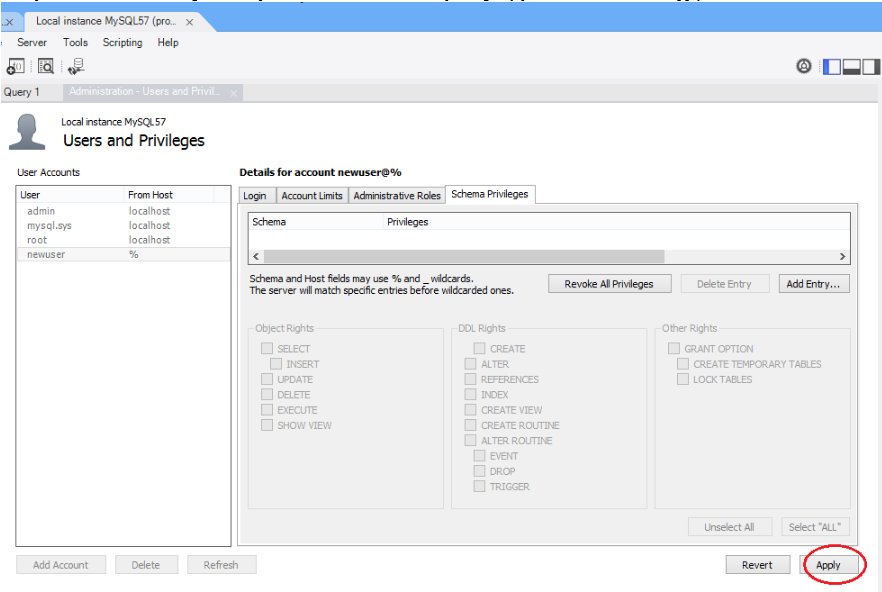 Local instance MySQL57 (pro... ×
Server Tools Scripting Help
Query 1 Administration - Users and Privil... ×
Local instance MySQL57
Users and Privileges
User Accounts
User From Host
admin localhost
mysql.sys localhost
root localhost
newuser %
Details for account newuser@%
Login Account Limits Administrative Roles Schema Privileges
Schema Privileges
Schema and Host fields may use % and _ wildcards.
The server will match specific entries before wildcarded ones.
Revoke All Privileges Delete Entry Add Entry...
Object Rights
SELECT
INSERT
UPDATE
DELETE
EXECUTE
SHOW VIEW
DDL Rights
CREATE
ALTER
REFERENCES
INDEX
CREATE VIEW
CREATE ROUTINE
ALTER ROUTINE
EVENT
DROP
TRIGGER
Other Rights
GRANT OPTION
CREATE TEMPORARY TABLES
LOCK TABLES
Unselect All Select "ALL"
Add Account Delete Refresh
Revert Apply